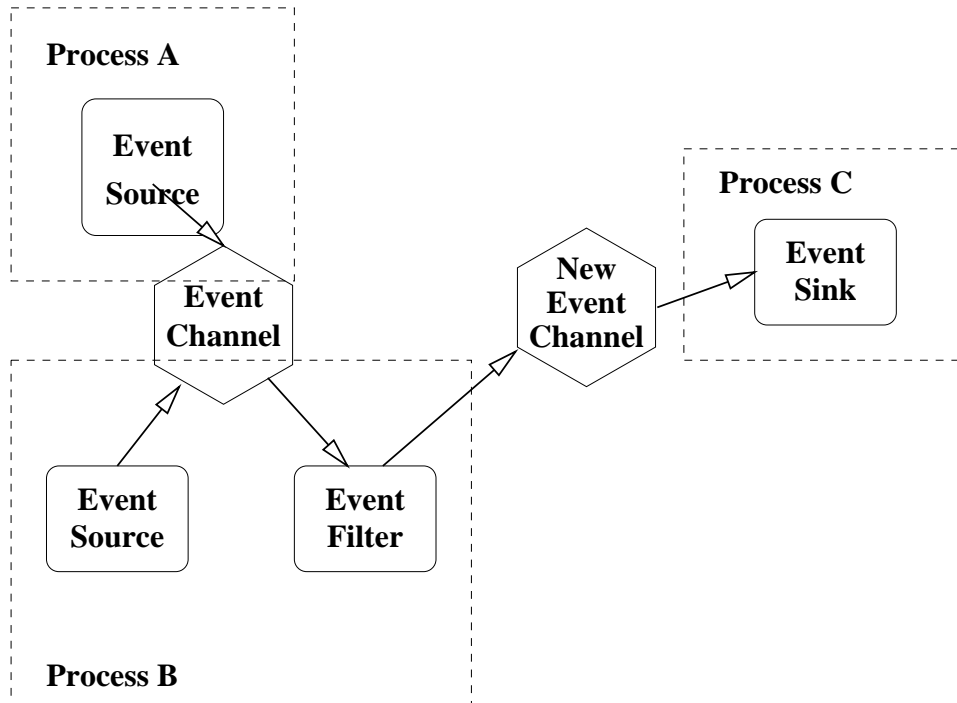 Process A
Event
Source
Event
Channel
Process C
Event
Sink
New
Event
Channel
Event
Source
Event
Filter
Process B